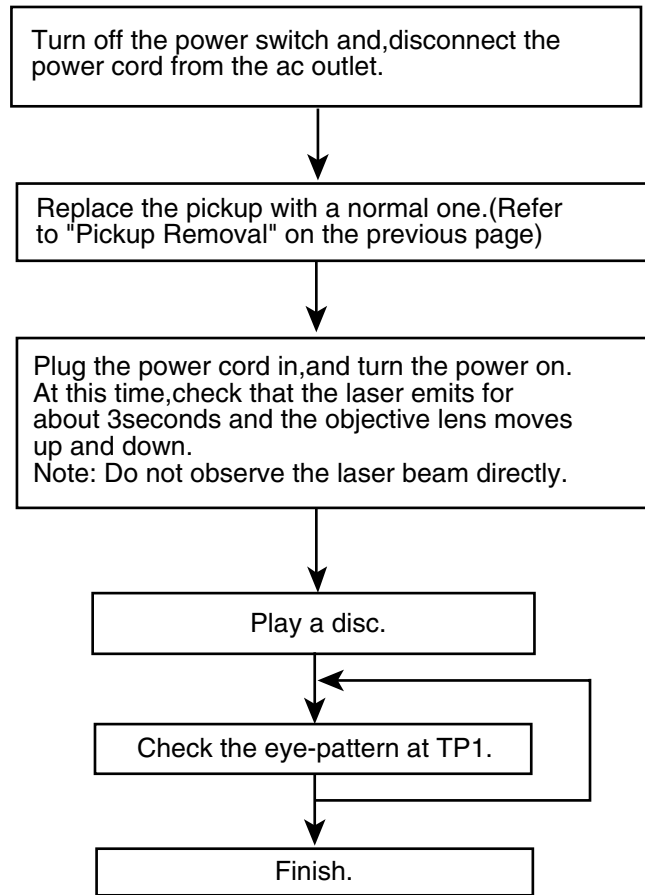 Turn off the power switch and,disconnect the
power cord from the ac outlet.
Replace the pickup with a normal one.(Refer
to "Pickup Removal" on the previous page)
Plug the power cord in,and turn the power on.
At this time,check that the laser emits for
about 3seconds and the objective lens moves
up and down.
Note: Do not observe the laser beam directly.
Play a disc.
Check the eye-pattern at TP1.
Finish.